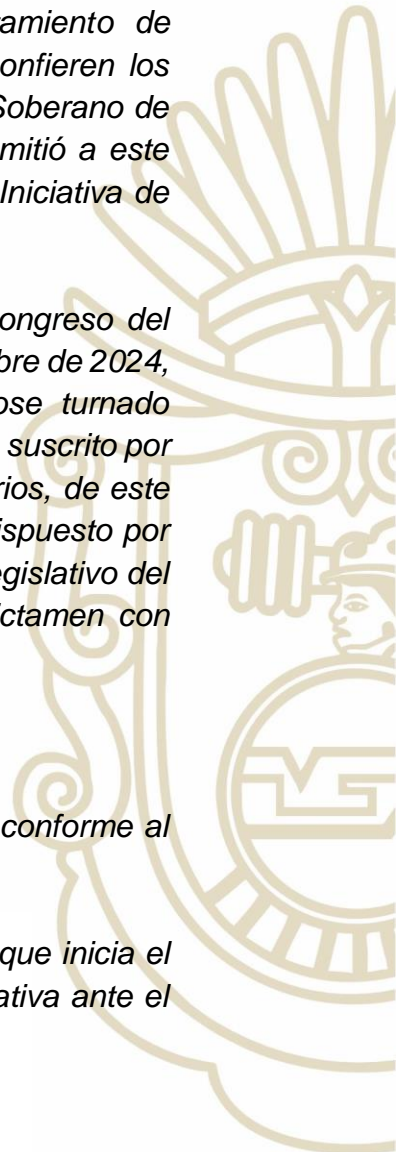 amiento de
onfieren los
Soberano de
mitió a este
Iniciativa de
ongreso del
bre de 2024,
ose turnado
suscrito por
rios, de este
ispuesto por
egislativo del
ictamen con
conforme al
que inicia el
ativa ante el